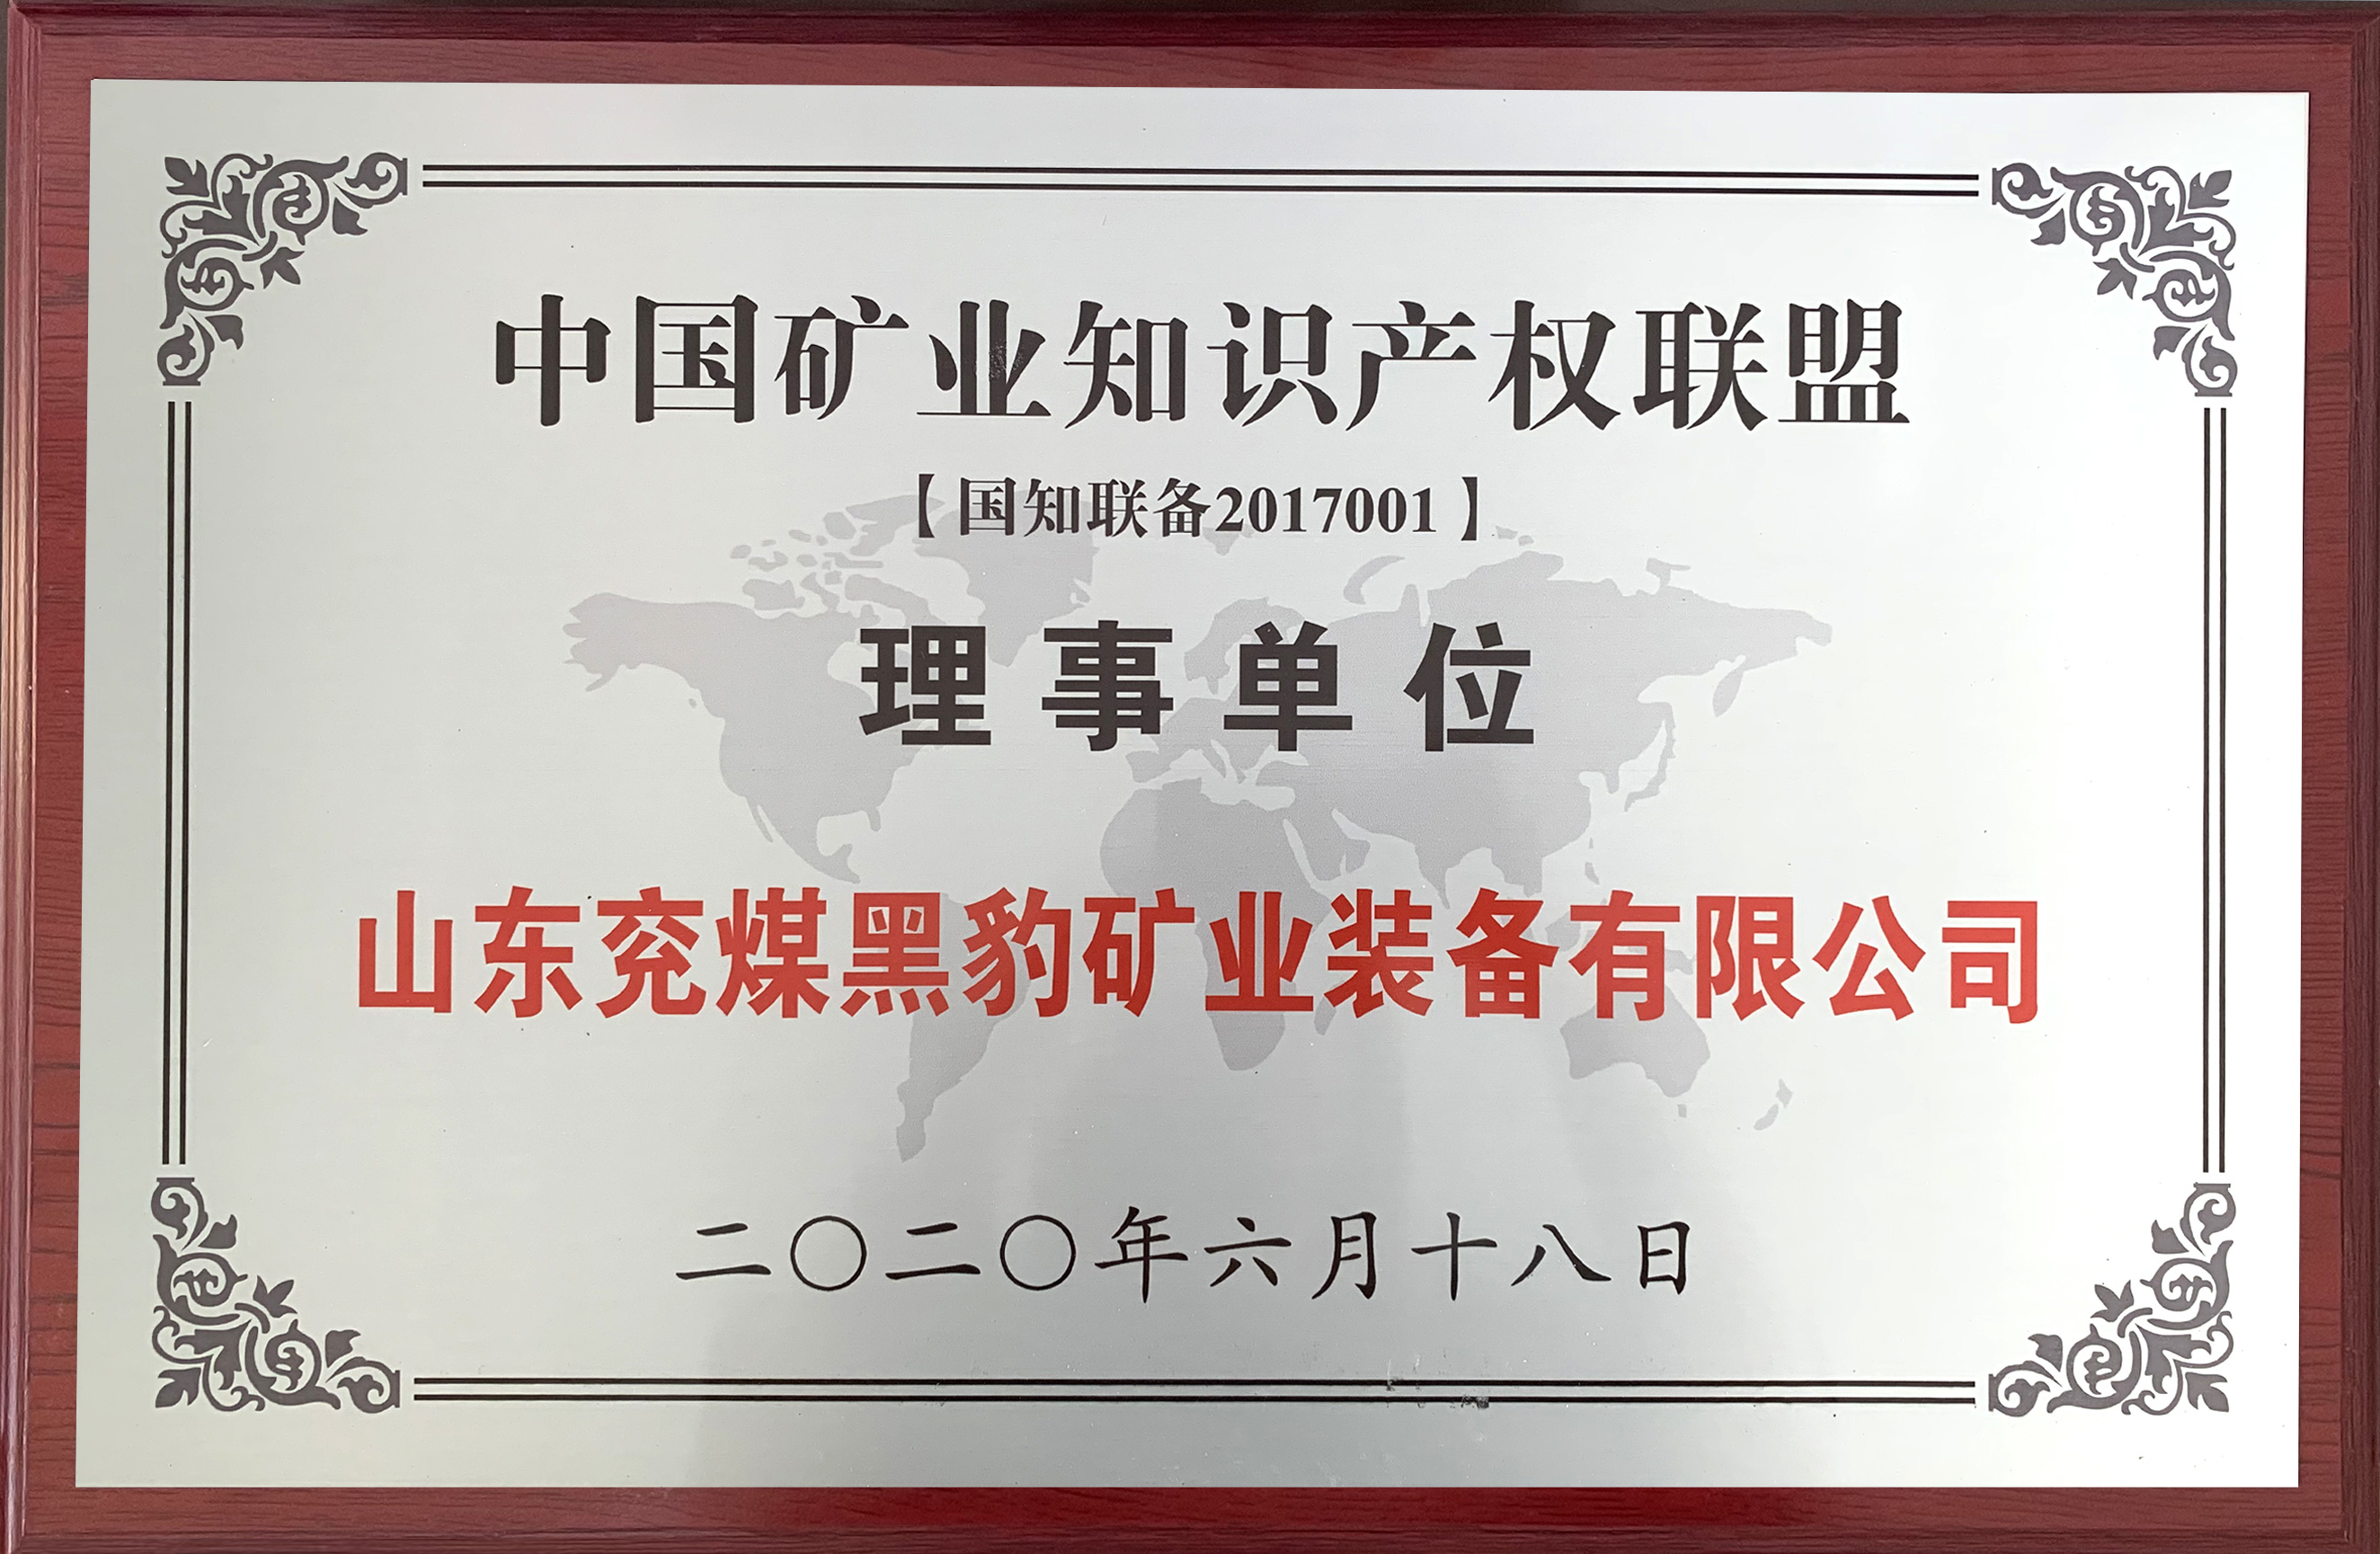 中国矿业知识产权联盟
【国知联备2017001】
理事单位
山东兖煤黑豹矿业装备有限公司
二〇二〇年六月十八日